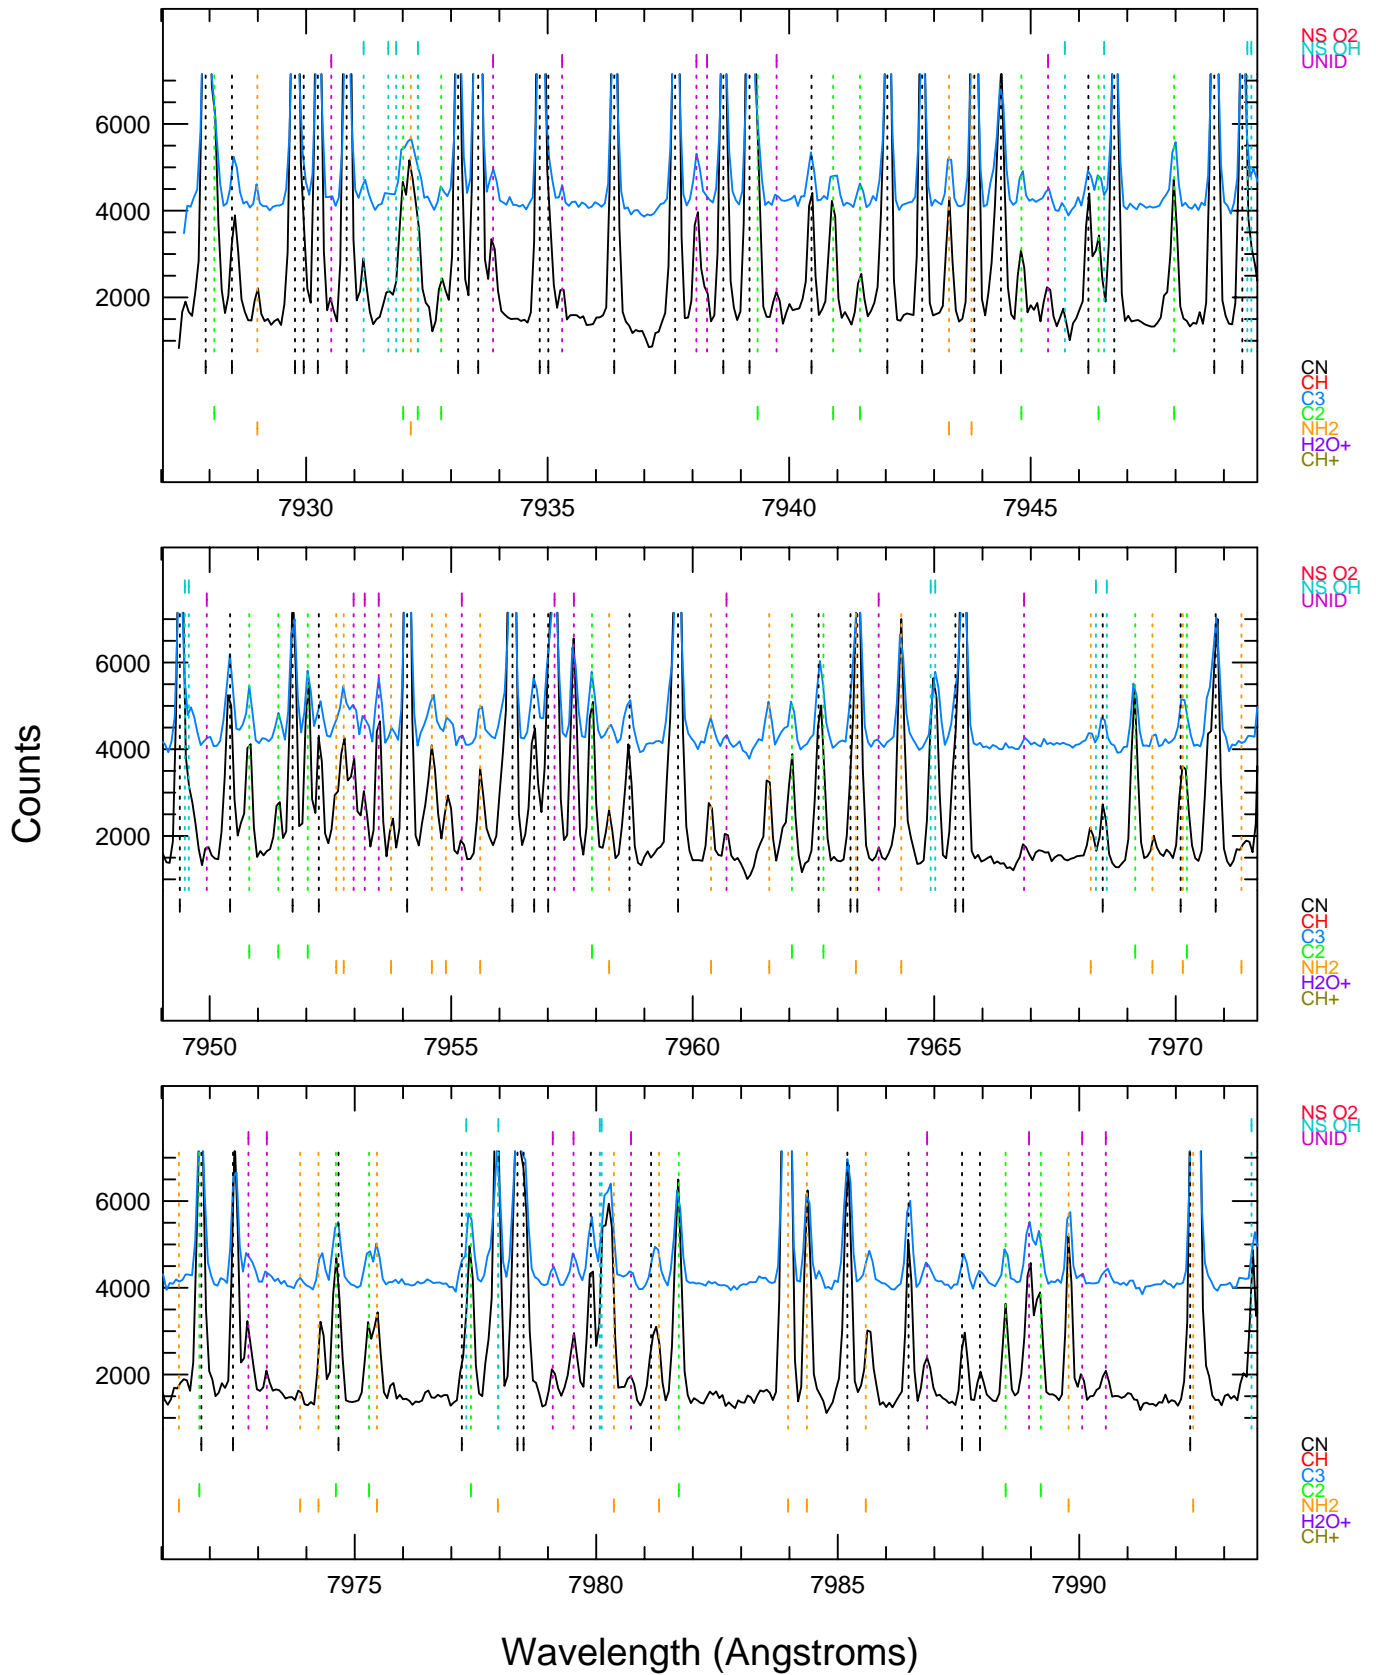 NS O2
NS OH
UNID
6000
4000
2000
CN
CH
C3
C2
NH2
H2O+
CH+
7930 7935 7940 7945
NS O2
NS OH
UNID
6000
4000
2000
Counts
CN
CH
C3
C2
NH2
H2O+
CH+
7950 7955 7960 7965 7970
NS O2
NS OH
UNID
6000
4000
2000
CN
CH
C3
C2
NH2
H2O+
CH+
7975 7980 7985 7990
Wavelength (Angstroms)